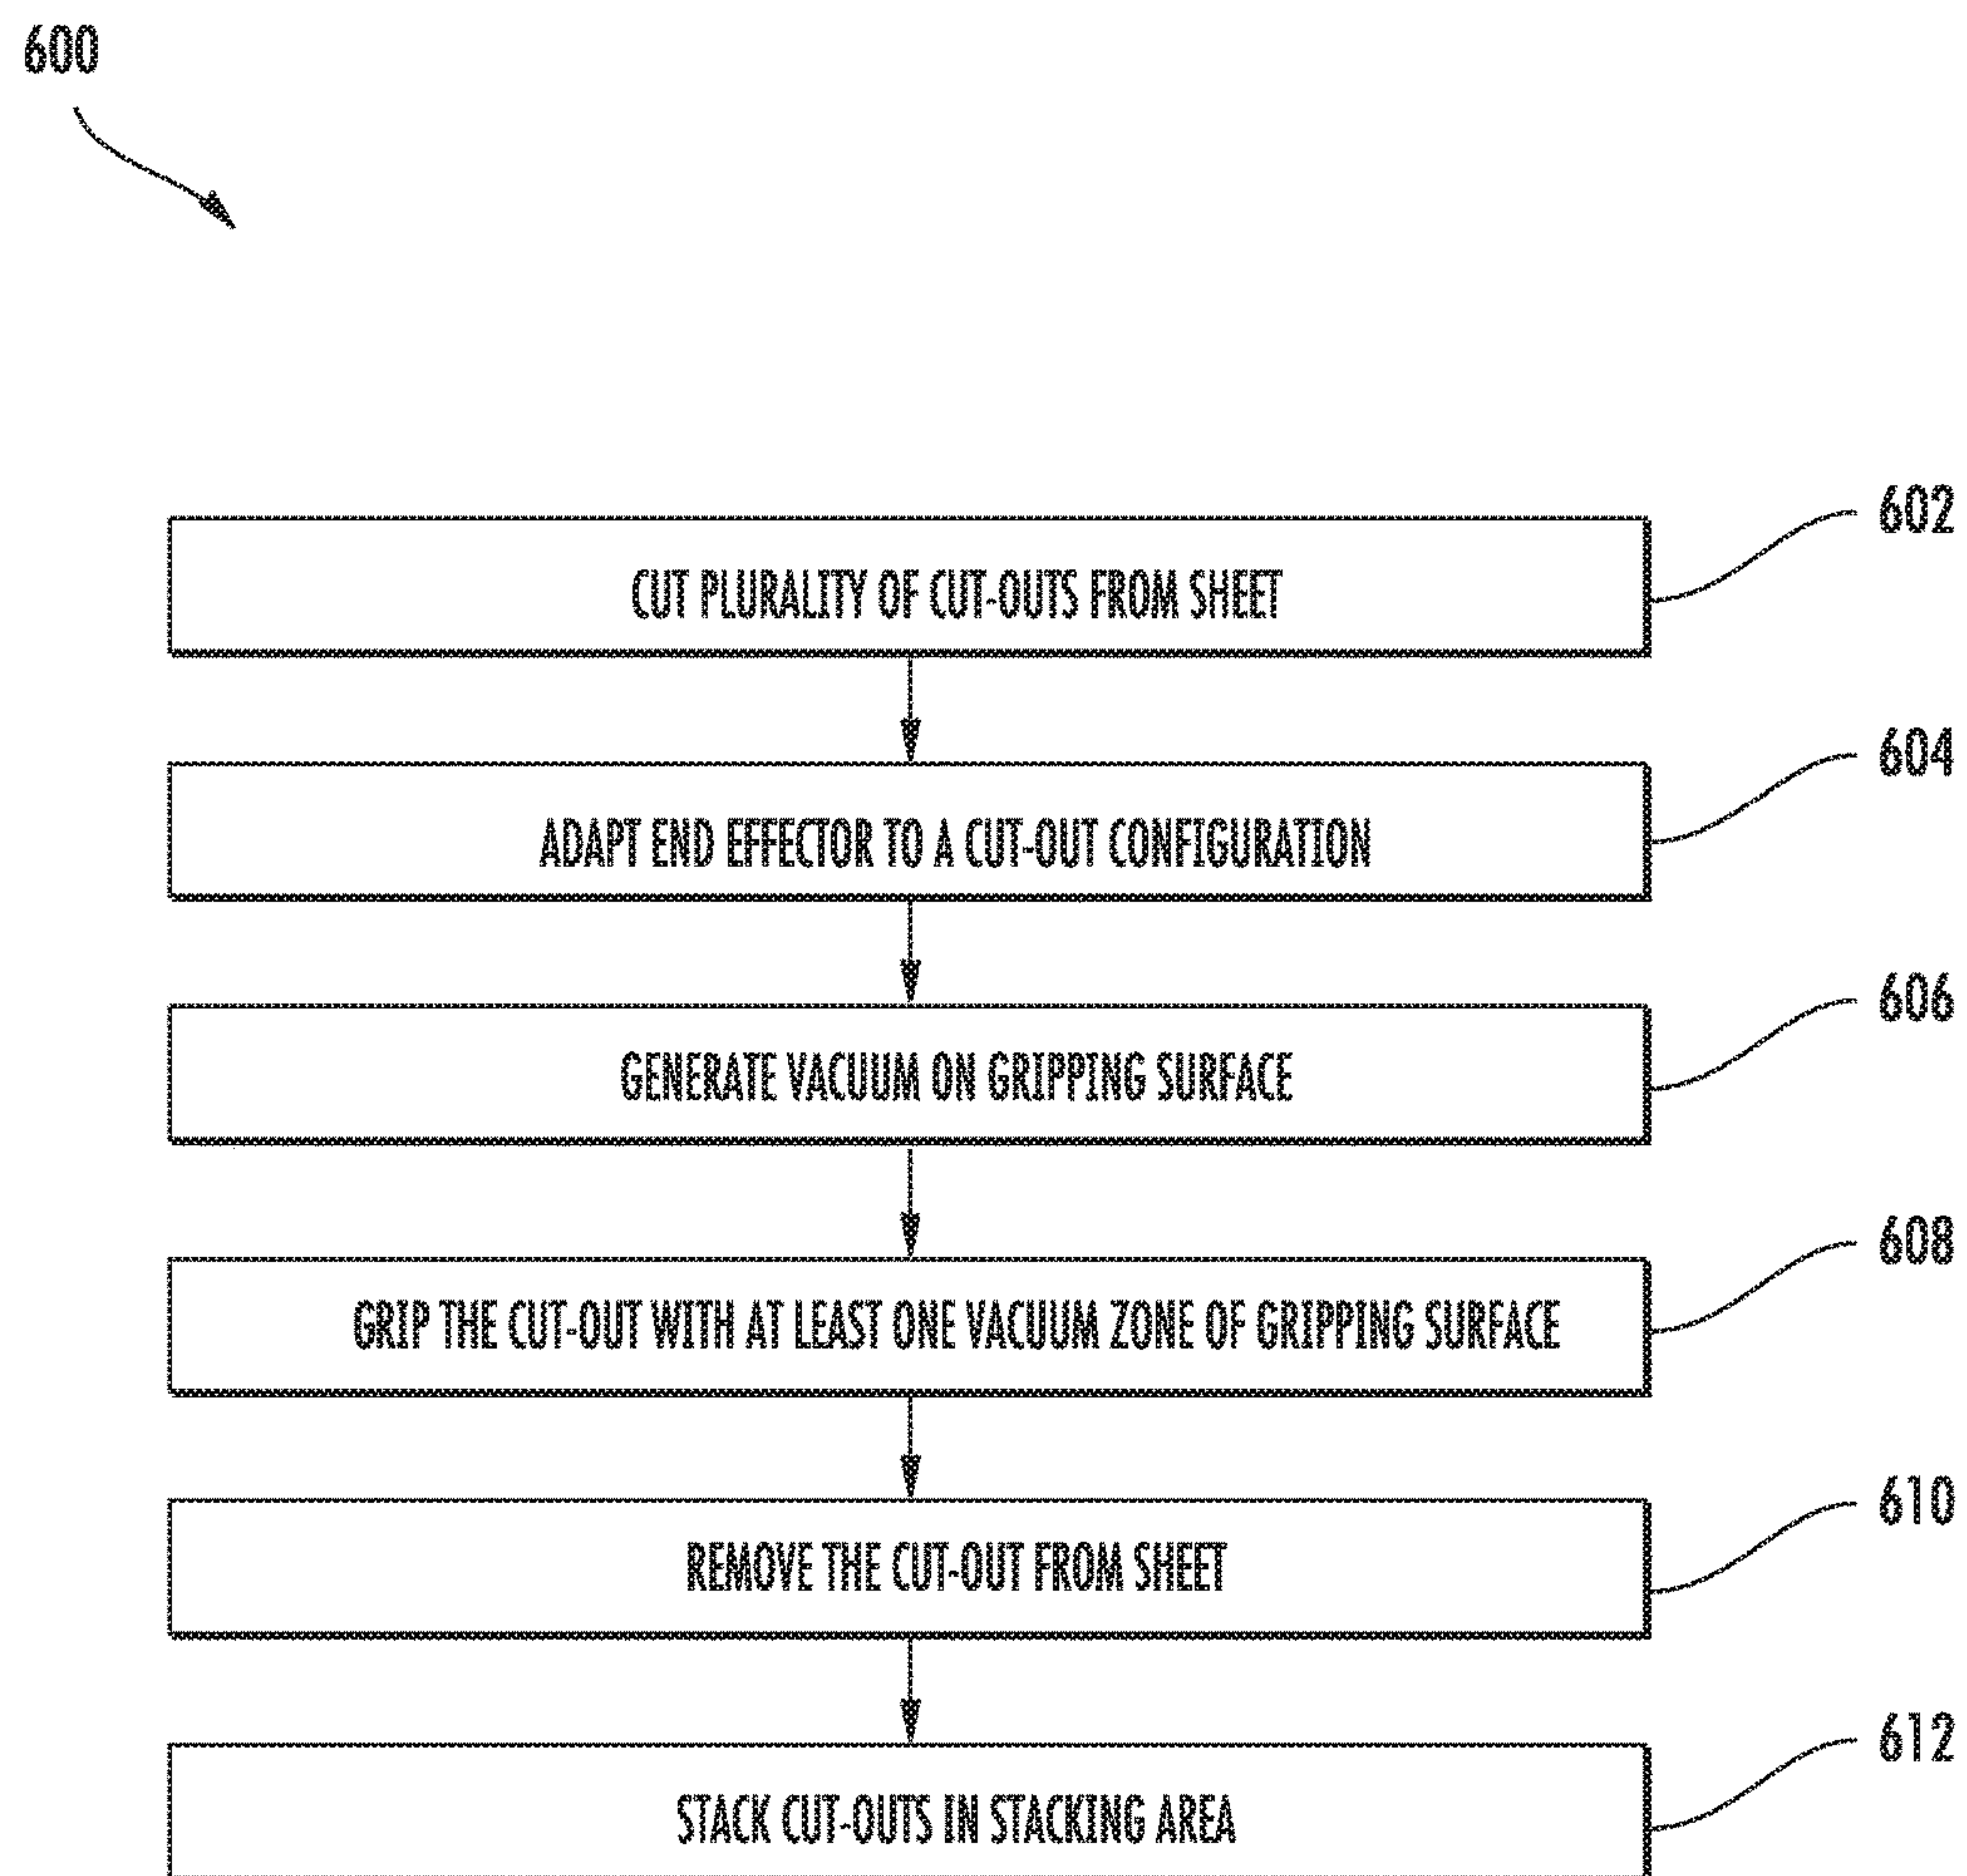 600
602
CUT PLURALITY OF CUT-OUTS FROM SHEET
604
ADAPT END EFFECTOR TO A CUT-OUT CONFIGURATION
606
GENERATE VACUUM ON GRIPPING SURFACE
608
GRIP THE CUT-OUT WITH AT LEAST ONE VACUUM ZONE OF GRIPPING SURFACE
610
REMOVE THE CUT-OUT FROM SHEET
612
STACK CUT-OUTS IN STACKING AREA